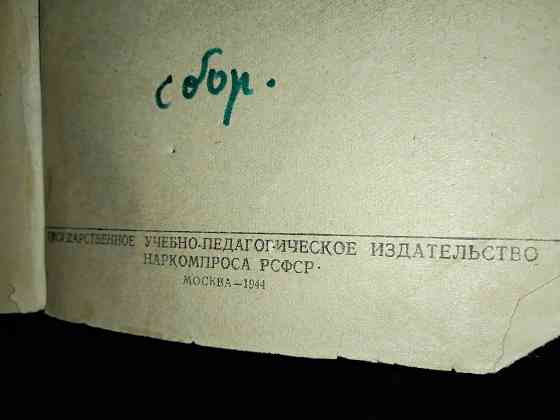 сбор.
ГОСУДАРСТВЕННОЕ УЧЕБНО-ПЕДАГОГИЧЕСКОЕ ИЗДАТЕЛЬСТВО
НАРКОМПРОСА РСФСР·
МОСКВА—1944